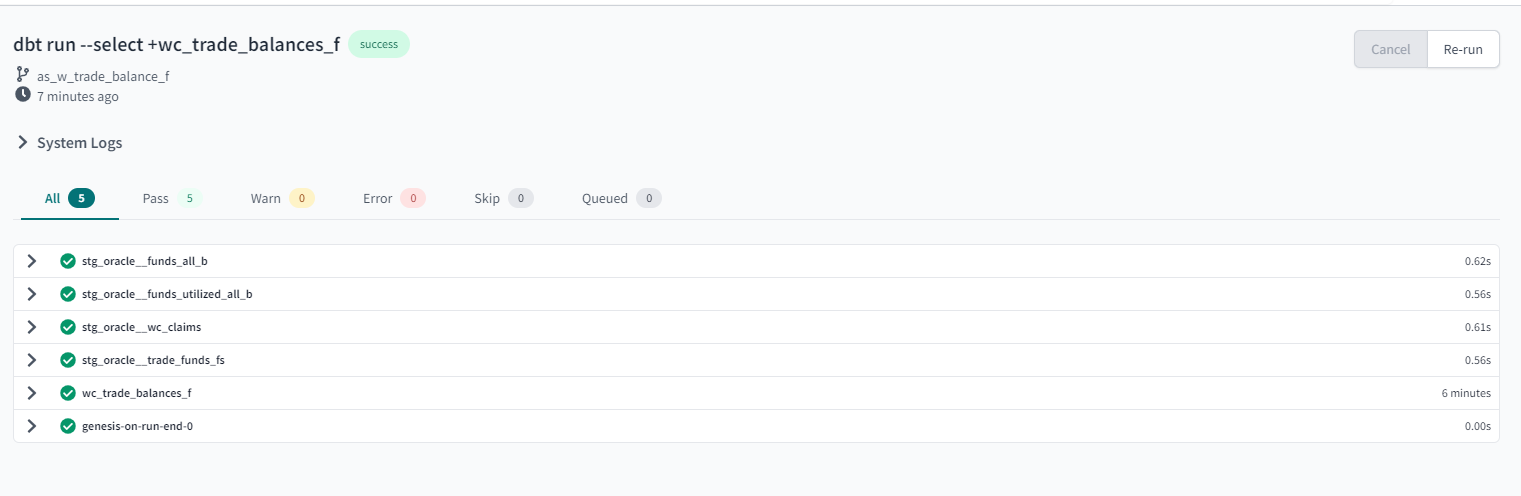 dbt run --select +wc_trade_balances_f success
Cancel Re-run
as_w_trade_balance_f
7 minutes ago
System Logs
All 5 Pass 5 Warn 0 Error 0 Skip 0 Queued 0
stg_oracle__funds_all_b 0.62s
stg_oracle__funds_utilized_all_b 0.56s
stg_oracle__wc_claims 0.61s
stg_oracle__trade_funds_fs 0.56s
wc_trade_balances_f 6 minutes
genesis-on-run-end-0 0.00s